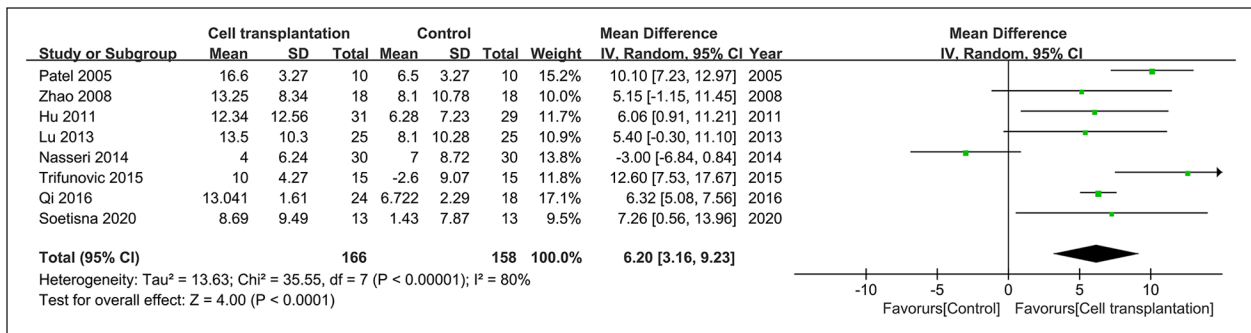 Cell transplantation Control Mean Difference Mean Difference
Study or Subgroup Mean SD Total Mean SD Total Weight IV, Random, 95% CI Year IV, Random, 95% CI
Patel 2005 16.6 3.27 10 6.5 3.27 10 15.2% 10.10 [7.23, 12.97] 2005
Zhao 2008 13.25 8.34 18 8.1 10.78 18 10.0% 5.15 [-1.15, 11.45] 2008
Hu 2011 12.34 12.56 31 6.28 7.23 29 11.7% 6.06 [0.91, 11.21] 2011
Lu 2013 13.5 10.3 25 8.1 10.28 25 10.9% 5.40 [-0.30, 11.10] 2013
Nasseri 2014 4 6.24 30 7 8.72 30 13.8% -3.00 [-6.84, 0.84] 2014
Trifunovic 2015 10 4.27 15 -2.6 9.07 15 11.8% 12.60 [7.53, 17.67] 2015
Qi 2016 13.041 1.61 24 6.722 2.29 18 17.1% 6.32 [5.08, 7.56] 2016
Soetisna 2020 8.69 9.49 13 1.43 7.87 13 9.5% 7.26 [0.56, 13.96] 2020
Total (95% CI) 166 158 100.0% 6.20 [3.16, 9.23]
Heterogeneity: Tau² = 13.63; Chi² = 35.55, df = 7 (P < 0.00001); I² = 80%
Test for overall effect: Z = 4.00 (P < 0.0001)
-10 -5 0 5 10
Favours[Control] Favours[Cell transplantation]